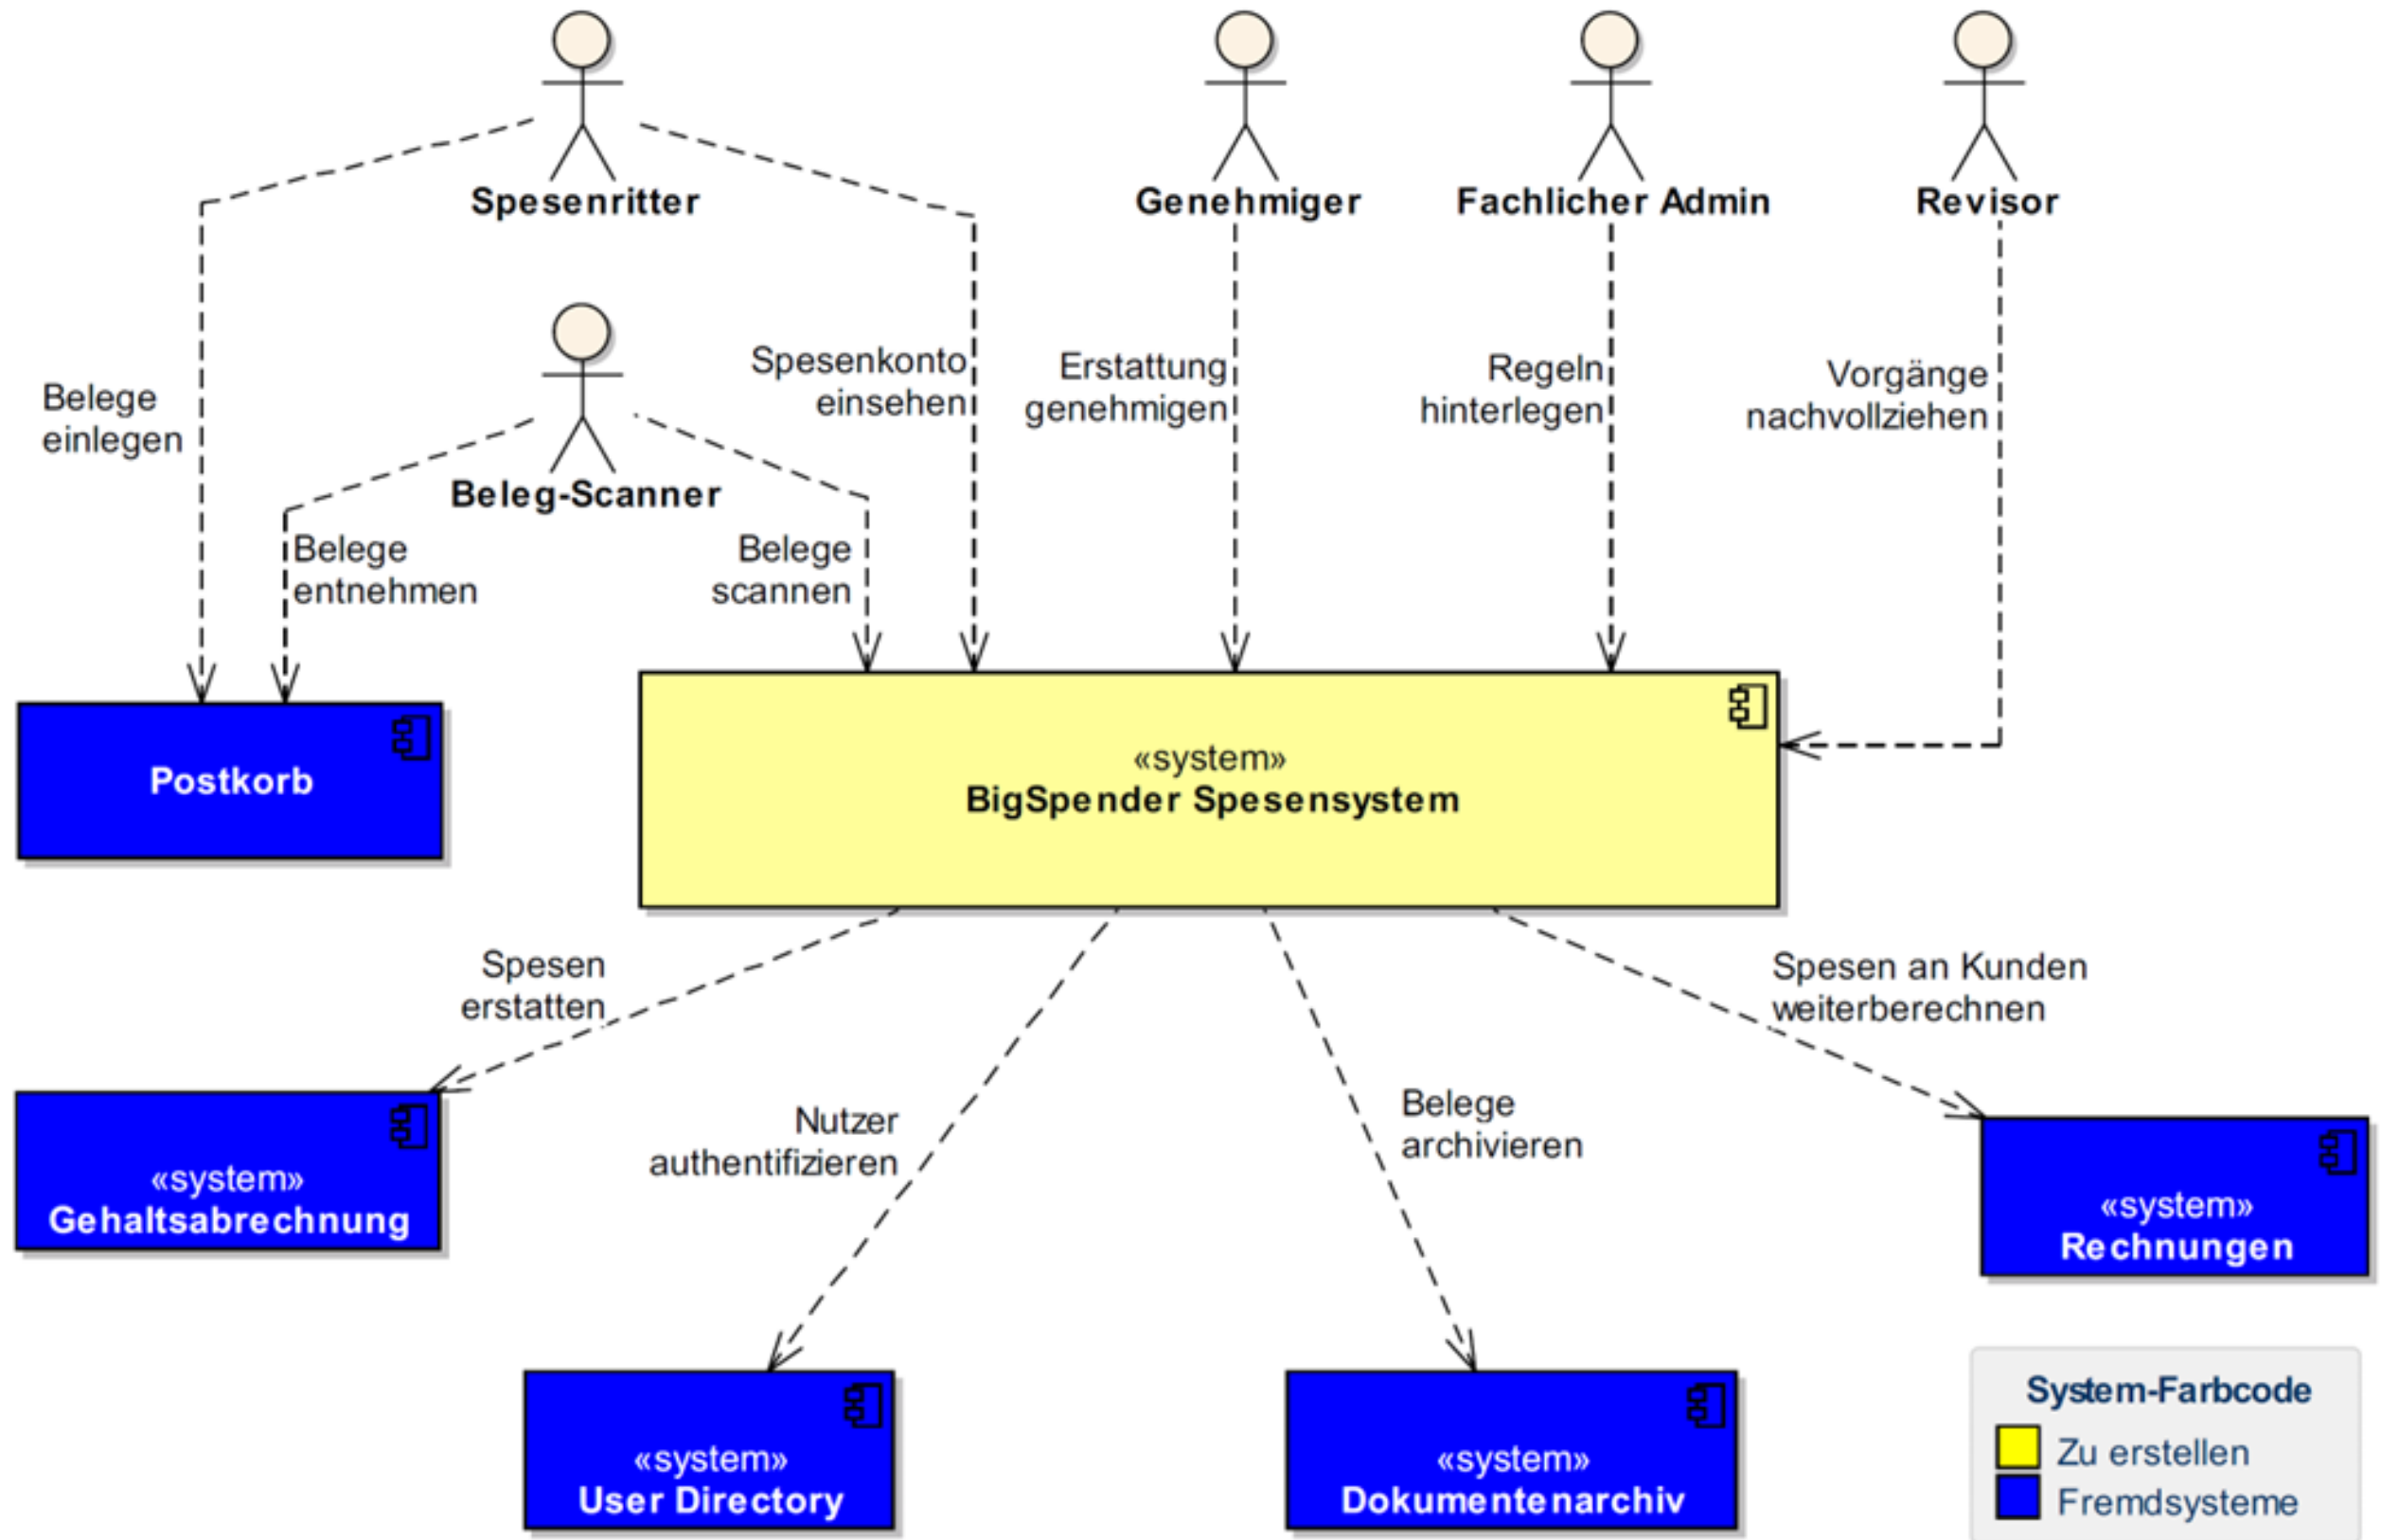 Spesenritter
Genehmiger
Fachlicher Admin
Revisor
Belege
einlegen
Beleg-Scanner
Spesenkonto
einsehen
Erstattung
genehmigen
Regeln
hinterlegen
Vorgänge
nachvollziehen
Belege
entnehmen
Belege
scannen
Postkorb
«system»
BigSpender Spesensystem
Spesen
erstatten
Nutzer
authentifizieren
Belege
archivieren
Spesen an Kunden
weiterberechnen
«system»
Gehaltsabrechnung
«system»
Rechnungen
«system»
User Directory
«system»
Dokumentenarchiv
System-Farbcode
Zu erstellen
Fremdsysteme